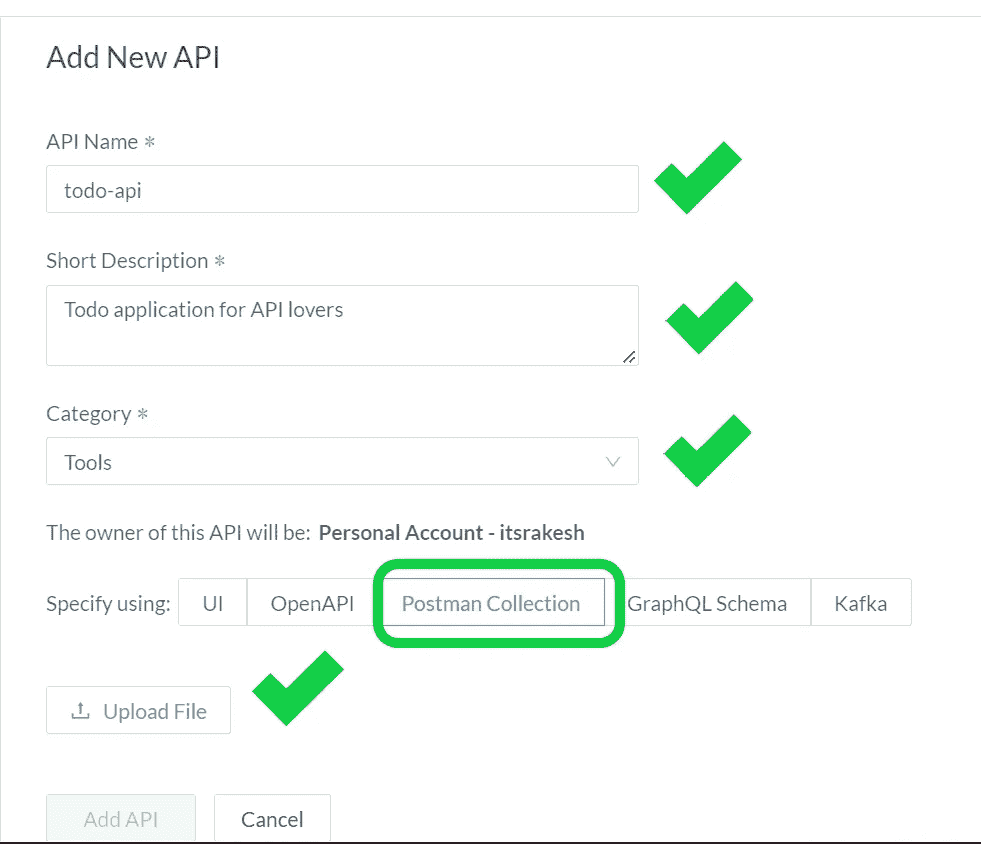 Add New API
API Name *
todo-api
Short Description *
Todo application for API lovers
Category *
Tools
The owner of this API will be: Personal Account - itsrakesh
Specify using: UI OpenAPI Postman Collection GraphQL Schema Kafka
Upload File
Add API Cancel